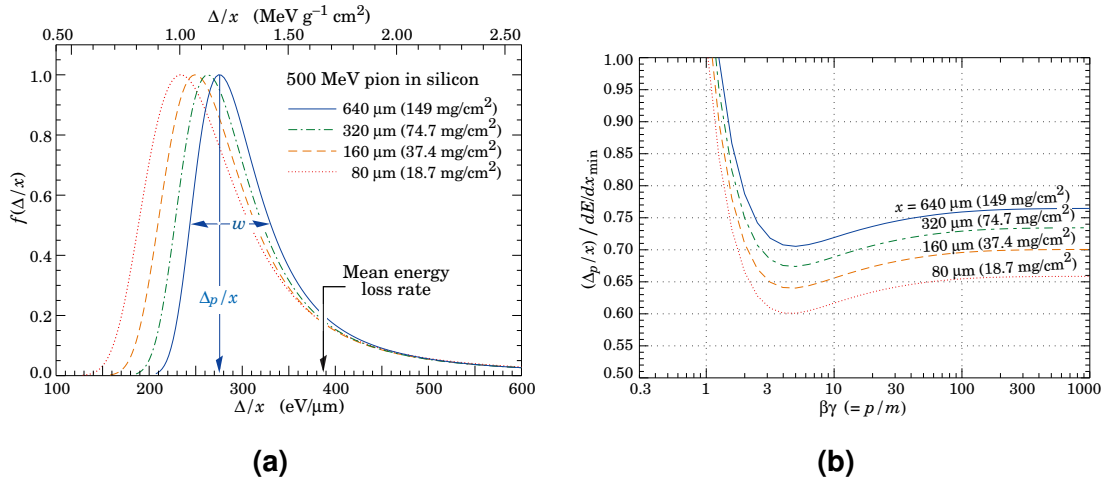 Δ/x (MeV g⁻¹ cm²)
0.50 1.00 1.50 2.00 2.50
f(Δ/x)
1.0
0.8
0.6
0.4
0.2
0.0
500 MeV pion in silicon
640 µm (149 mg/cm²)
320 µm (74.7 mg/cm²)
160 µm (37.4 mg/cm²)
80 µm (18.7 mg/cm²)
w
Δp/x
Mean energy
loss rate
100 200 300 400 500 600
Δ/x (eV/µm)
(a)
(Δp/x) / dE/dx min
1.00
0.95
0.90
0.85
0.80
0.75
0.70
0.65
0.60
0.55
0.50
x = 640 µm (149 mg/cm²)
320 µm (74.7 mg/cm²)
160 µm (37.4 mg/cm²)
80 µm (18.7 mg/cm²)
0.3 1 3 10 30 100 300 1000
βγ (= p/m)
(b)